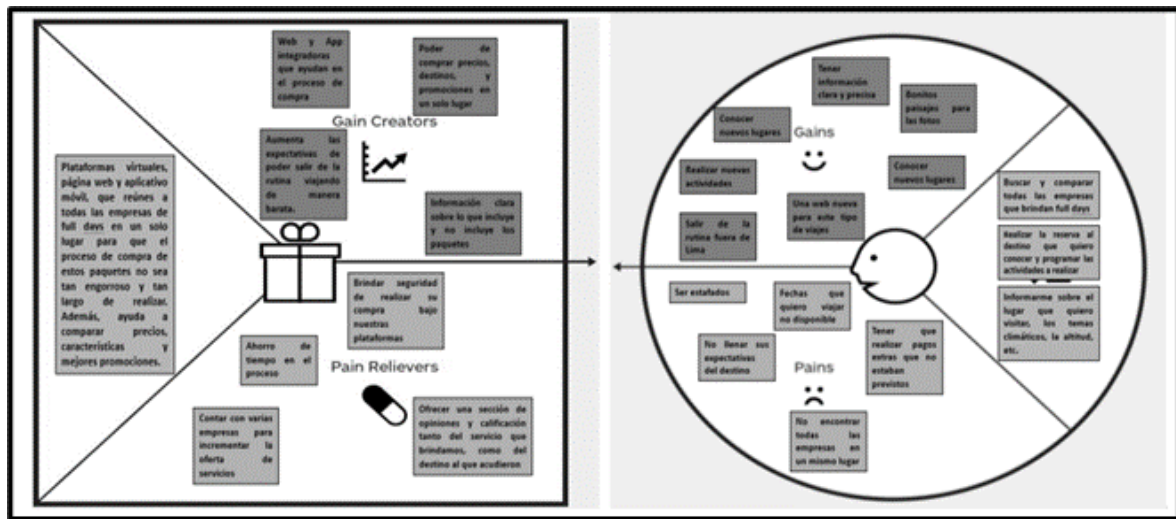 Web y App
integradoras
que ayudan en
el proceso de
compra
Poder de
comprar precios,
destinos, y
promociones en
un solo lugar
Gain Creators
Aumenta las
expectativas de
poder salir de la
rutina viajando
de manera
barata.
Plataformas virtuales,
página web y aplicativo
móvil, que reúnes a
todas las empresas de
full days en un solo
lugar para que el
proceso de compra de
estos paquetes no sea
tan engorroso y tan
largo de realizar.
Además, ayuda a
comparar precios,
características y
mejores promociones.
Información clara
sobre lo que incluye
y no incluye los
paquetes
Brindar seguridad
de realizar su
compra bajo
nuestras
plataformas
Ahorro de
tiempo en el
proceso
Pain Relievers
Contar con varias
empresas para
incrementar la
oferta de
servicios
Ofrecer una sección de
opiniones y calificación
tanto del servicio que
brindamos, como del
destino al que acudieron
Tener
información
clara y precisa
Bonitos
paisajes para
las fotos
Conocer
nuevos lugares
Gains
Realizar nuevas
actividades
Conocer
nuevos lugares
Una web nueva
para este tipo
de viajes
Salir de la
rutina fuera de
Lima
Buscar y comparar
todas las empresas
que brindan full days
Realizar la reserva al
destino que quiero
conocer y programar las
actividades a realizar
Informarme sobre el
lugar que quiero
visitar, los temas
climáticos, la altitud,
etc.
Ser estafados
Fechas que
quiero viajar
no disponible
No llenar sus
expectativas
del destino
Tener que
realizar pagos
extras que no
estaban
previstos
Pains
No encontrar
todas las
empresas en
un mismo lugar